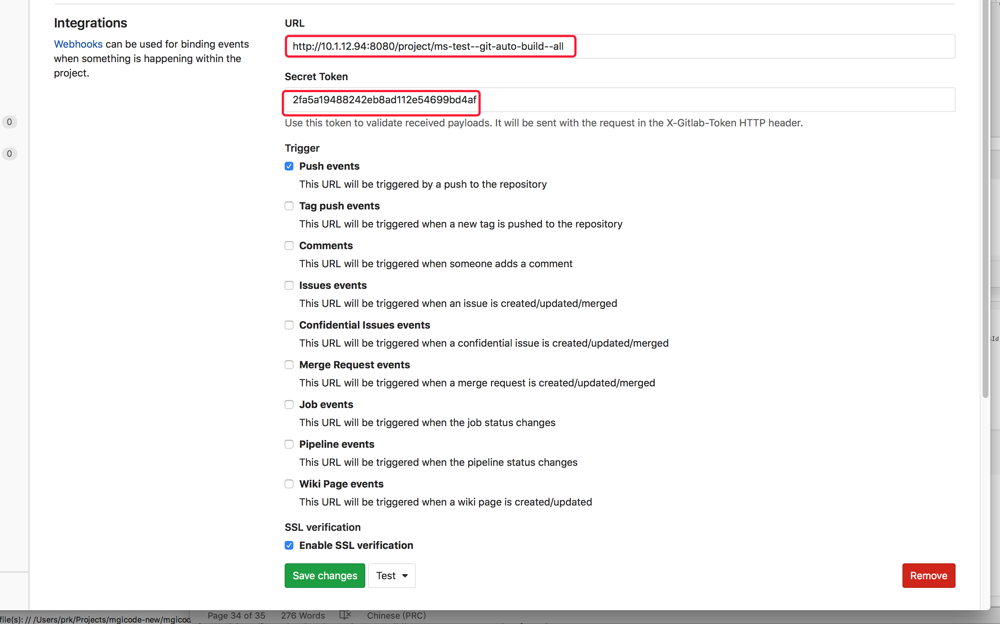 Integrations
Webhooks can be used for binding events
when something is happening within the
project.
0
0
URL
http://10.1.12.94:8080/project/ms-test--git-auto-build--all
Secret Token
2fa5a19488242eb8ad112e54699bd4af
Use this token to validate received payloads. It will be sent with the request in the X-Gitlab-Token HTTP header.
Trigger
Push events
This URL will be triggered by a push to the repository
Tag push events
This URL will be triggered when a new tag is pushed to the repository
Comments
This URL will be triggered when someone adds a comment
Issues events
This URL will be triggered when an issue is created/updated/merged
Confidential Issues events
This URL will be triggered when a confidential issue is created/updated/merged
Merge Request events
This URL will be triggered when a merge request is created/updated/merged
Job events
This URL will be triggered when the job status changes
Pipeline events
This URL will be triggered when the pipeline status changes
Wiki Page events
This URL will be triggered when a wiki page is created/updated
SSL verification
Enable SSL verification
Save changes
Test
Remove
sId
file(s): // /Users/prk/Projects/mgicode-new/mgicod
Page 34 of 35 276 Words Chinese (PRC)